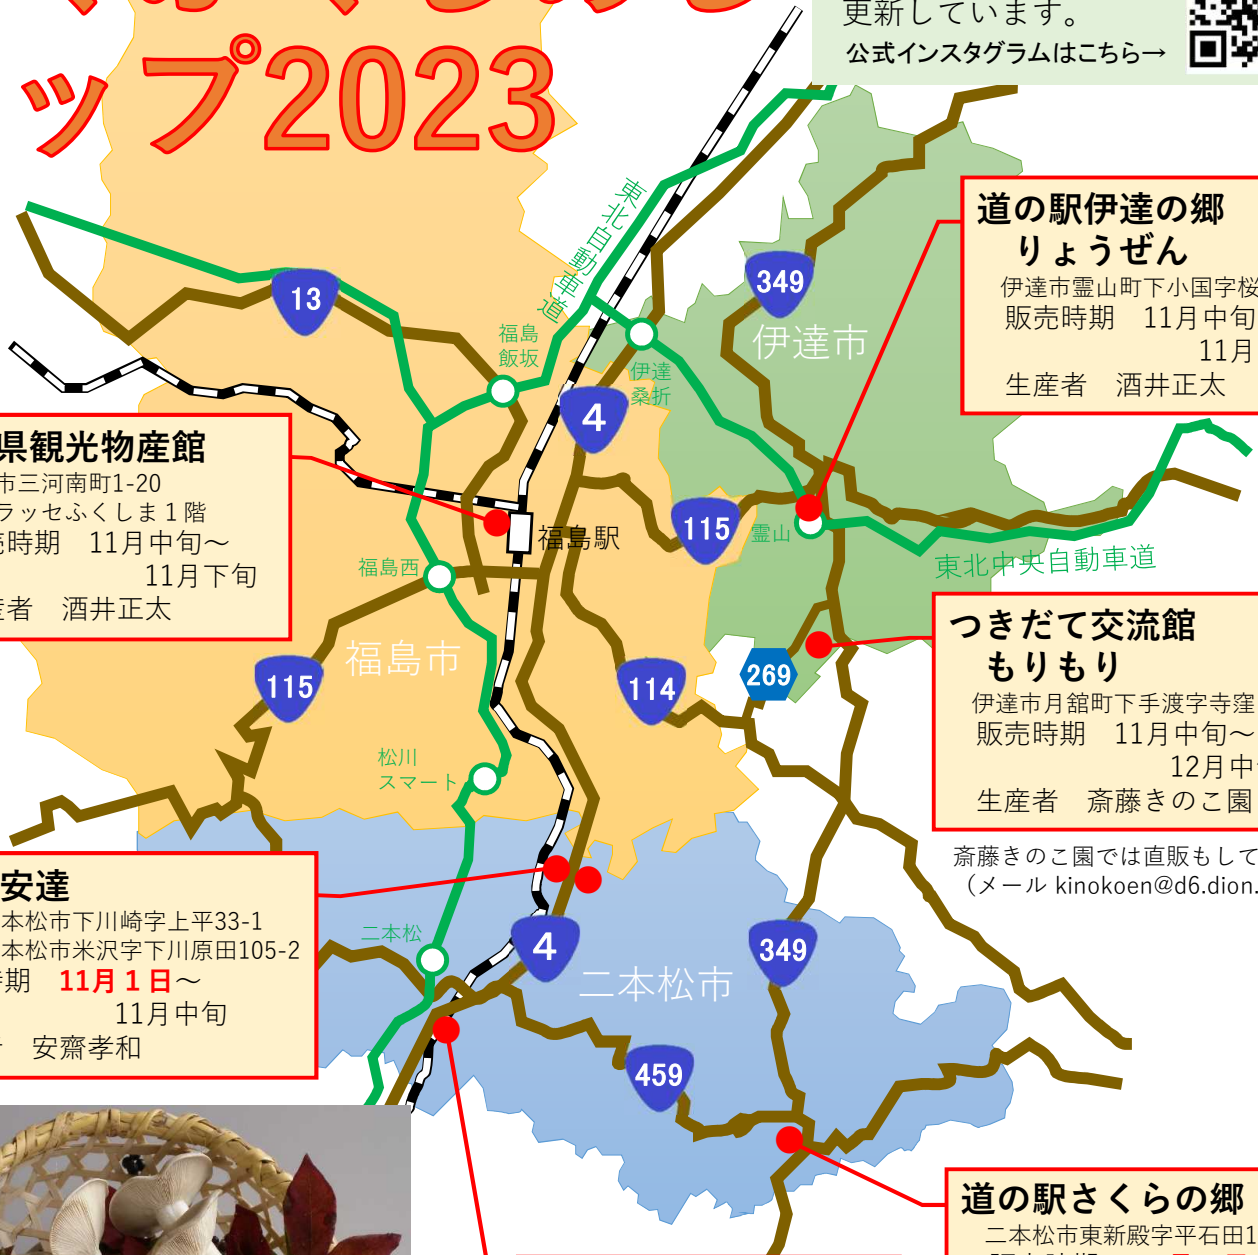 ップ2023
更新しています。
公式インスタグラムはこちら→
東北自動車道
道の駅伊達の郷
りょうぜん
伊達市霊山町下小国字桜
販売時期 11月中旬
11月
生産者 酒井正太
13
349
伊達市
福島
飯坂
伊達
桑折
4
県観光物産館
市三河南町1-20
ラッセふくしま１階
時期 11月中旬～
11月下旬
者 酒井正太
115
霊山
福島駅
福島西
東北中央自動車道
つきだて交流館
もりもり
伊達市月舘町下手渡字寺窪
販売時期 11月中旬～
12月中
生産者 斎藤きのこ園
福島市
115
114
269
松川
スマート
斎藤きのこ園では直販もして
（メール kinokoen@d6.dion.
安達
本松市下川崎字上平33-1
本松市米沢字下川原田105-2
期 11月１日～
11月中旬
安齋孝和
二本松
4
349
二本松市
459
道の駅さくらの郷
二本松市東新殿字平石田1